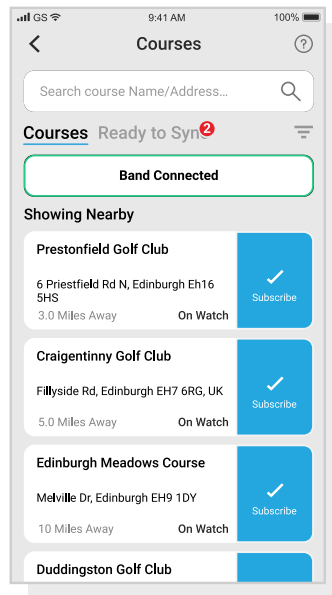 GS 9:41 AM 100%
Courses ?
Search course Name/Address...
Courses Ready to Sync 2
Band Connected
Showing Nearby
Prestonfield Golf Club
6 Priestfield Rd N, Edinburgh Eh16
5HS
3.0 Miles Away On Watch
Subscribe
Craigentinny Golf Club
Fillyside Rd, Edinburgh EH7 6RG, UK
5.0 Miles Away On Watch
Subscribe
Edinburgh Meadows Course
Melville Dr, Edinburgh EH9 1DY
10 Miles Away On Watch
Subscribe
Duddingston Golf Club